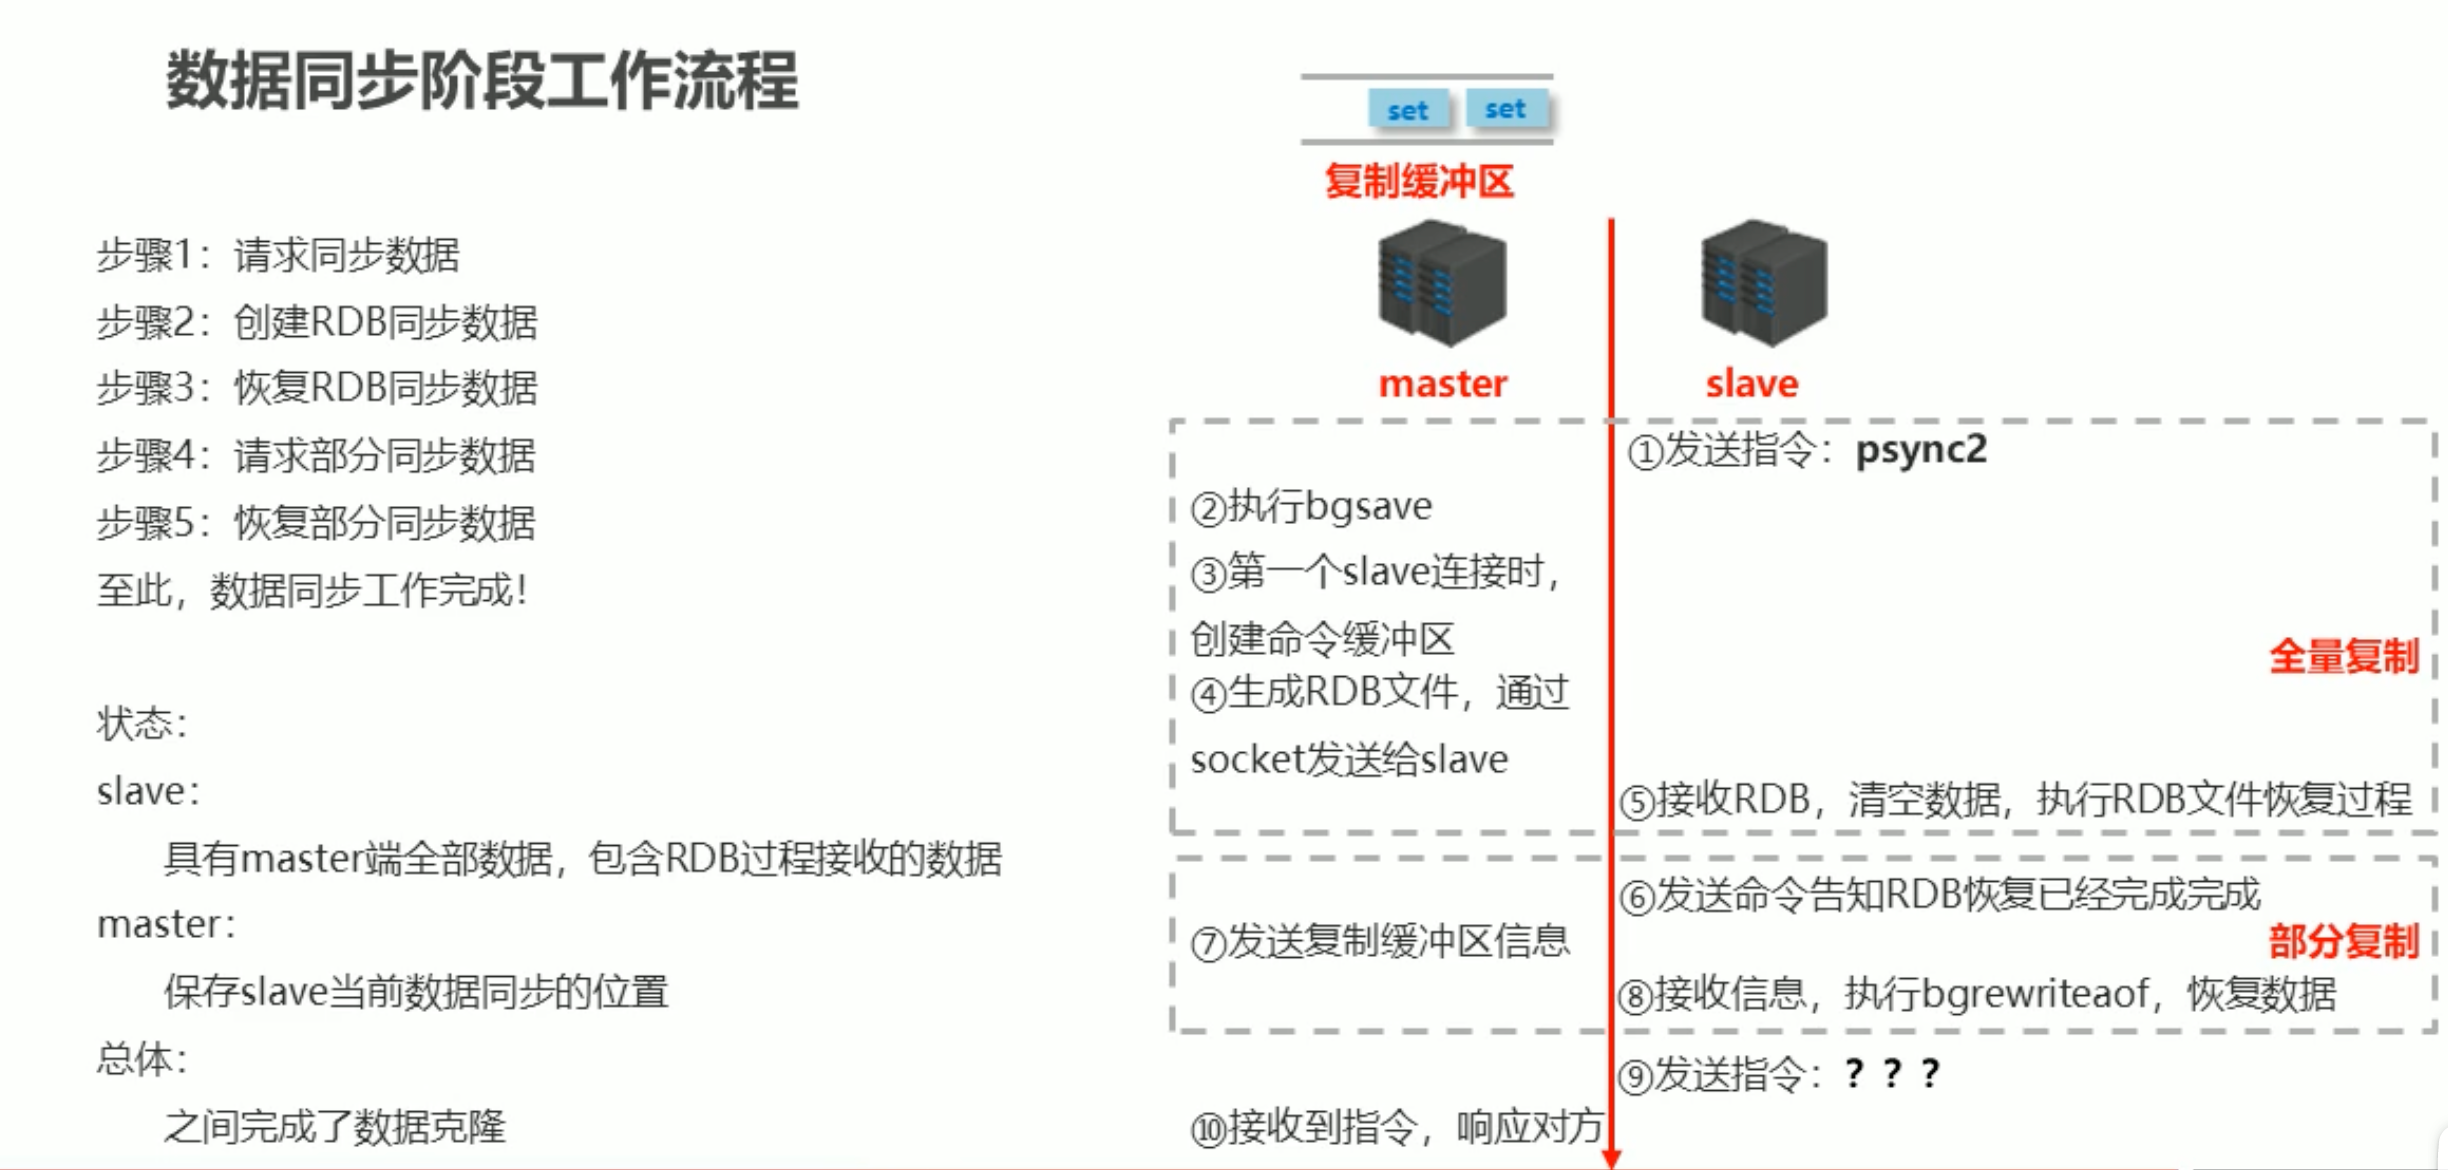 数据同步阶段工作流程
步骤1：请求同步数据
步骤2：创建RDB同步数据
步骤3：恢复RDB同步数据
步骤4：请求部分同步数据
步骤5：恢复部分同步数据
至此，数据同步工作完成！
状态：
slave：
具有master端全部数据，包含RDB过程接收的数据
master：
保存slave当前数据同步的位置
总体：
之间完成了数据克隆
set set
复制缓冲区
master slave
①发送指令：psync2
②执行bgsave
③第一个slave连接时，
创建命令缓冲区
全量复制
④生成RDB文件，通过
socket发送给slave
⑤接收RDB，清空数据，执行RDB文件恢复过程
⑥发送命令告知RDB恢复已经完成完成
⑦发送复制缓冲区信息
部分复制
⑧接收信息，执行bgrewriteaof，恢复数据
⑨发送指令：？？？
⑩接收到指令，响应对方